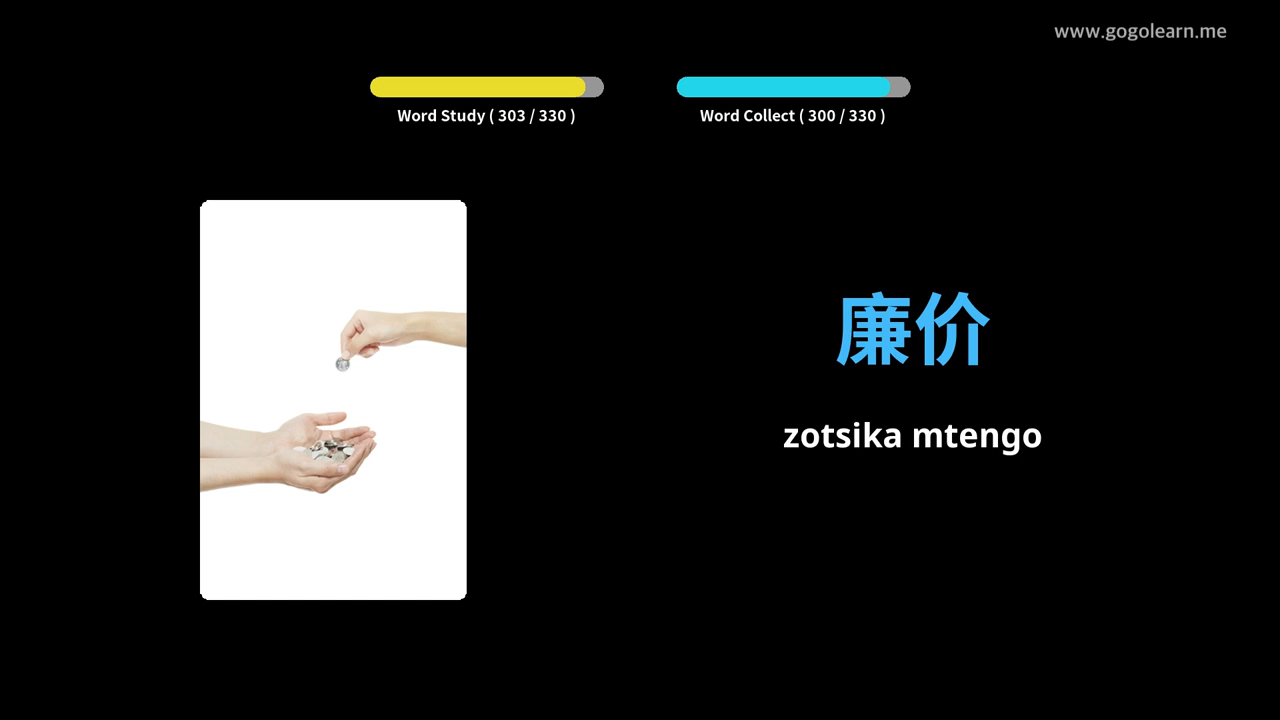 www.gogolearn.me
Word Study ( 303 / 330 )
Word Collect ( 300 / 330 )
廉价
zotsika mtengo